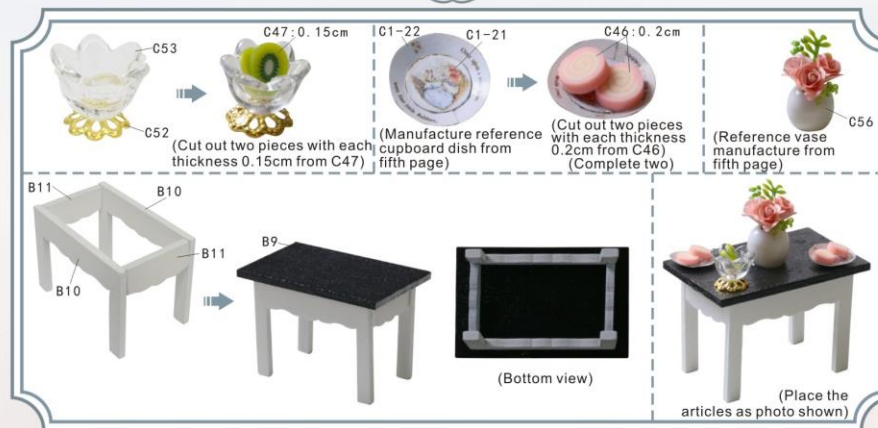 C53
C52
C47:0.15cm
(Cut out two pieces with each
thickness 0.15cm from C47)
C1-22
C1-21
(Manufacture reference
cupboard dish from
fifth page)
C46:0.2cm
(Cut out two pieces
with each thickness
0.2cm from C46)
(Complete two)
C56
(Reference vase
manufacture from
fifth page)
B11
B10
B11
B10
B9
(Bottom view)
(Place the
articles as photo shown)